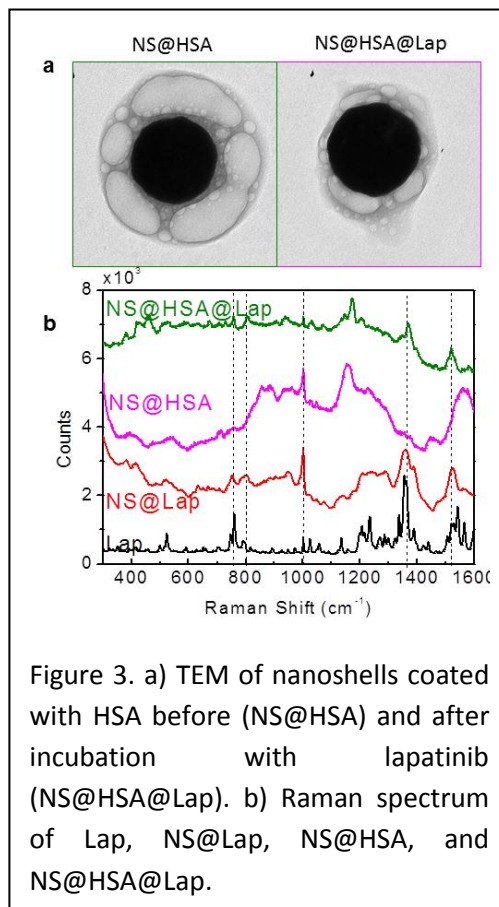 NS@HSA NS@HSA@Lap
a
x10³
8
b
NS@HSA@Lap
6
NS@HSA
4
NS@Lap
2
Lap
0
Counts
400 600 800 1000 1200 1400 1600
Raman Shift (cm⁻¹)
Figure 3. a) TEM of nanoshells coated
with HSA before (NS@HSA) and after
incubation with lapatinib
(NS@HSA@Lap). b) Raman spectrum
of Lap, NS@Lap, NS@HSA, and
NS@HSA@Lap.